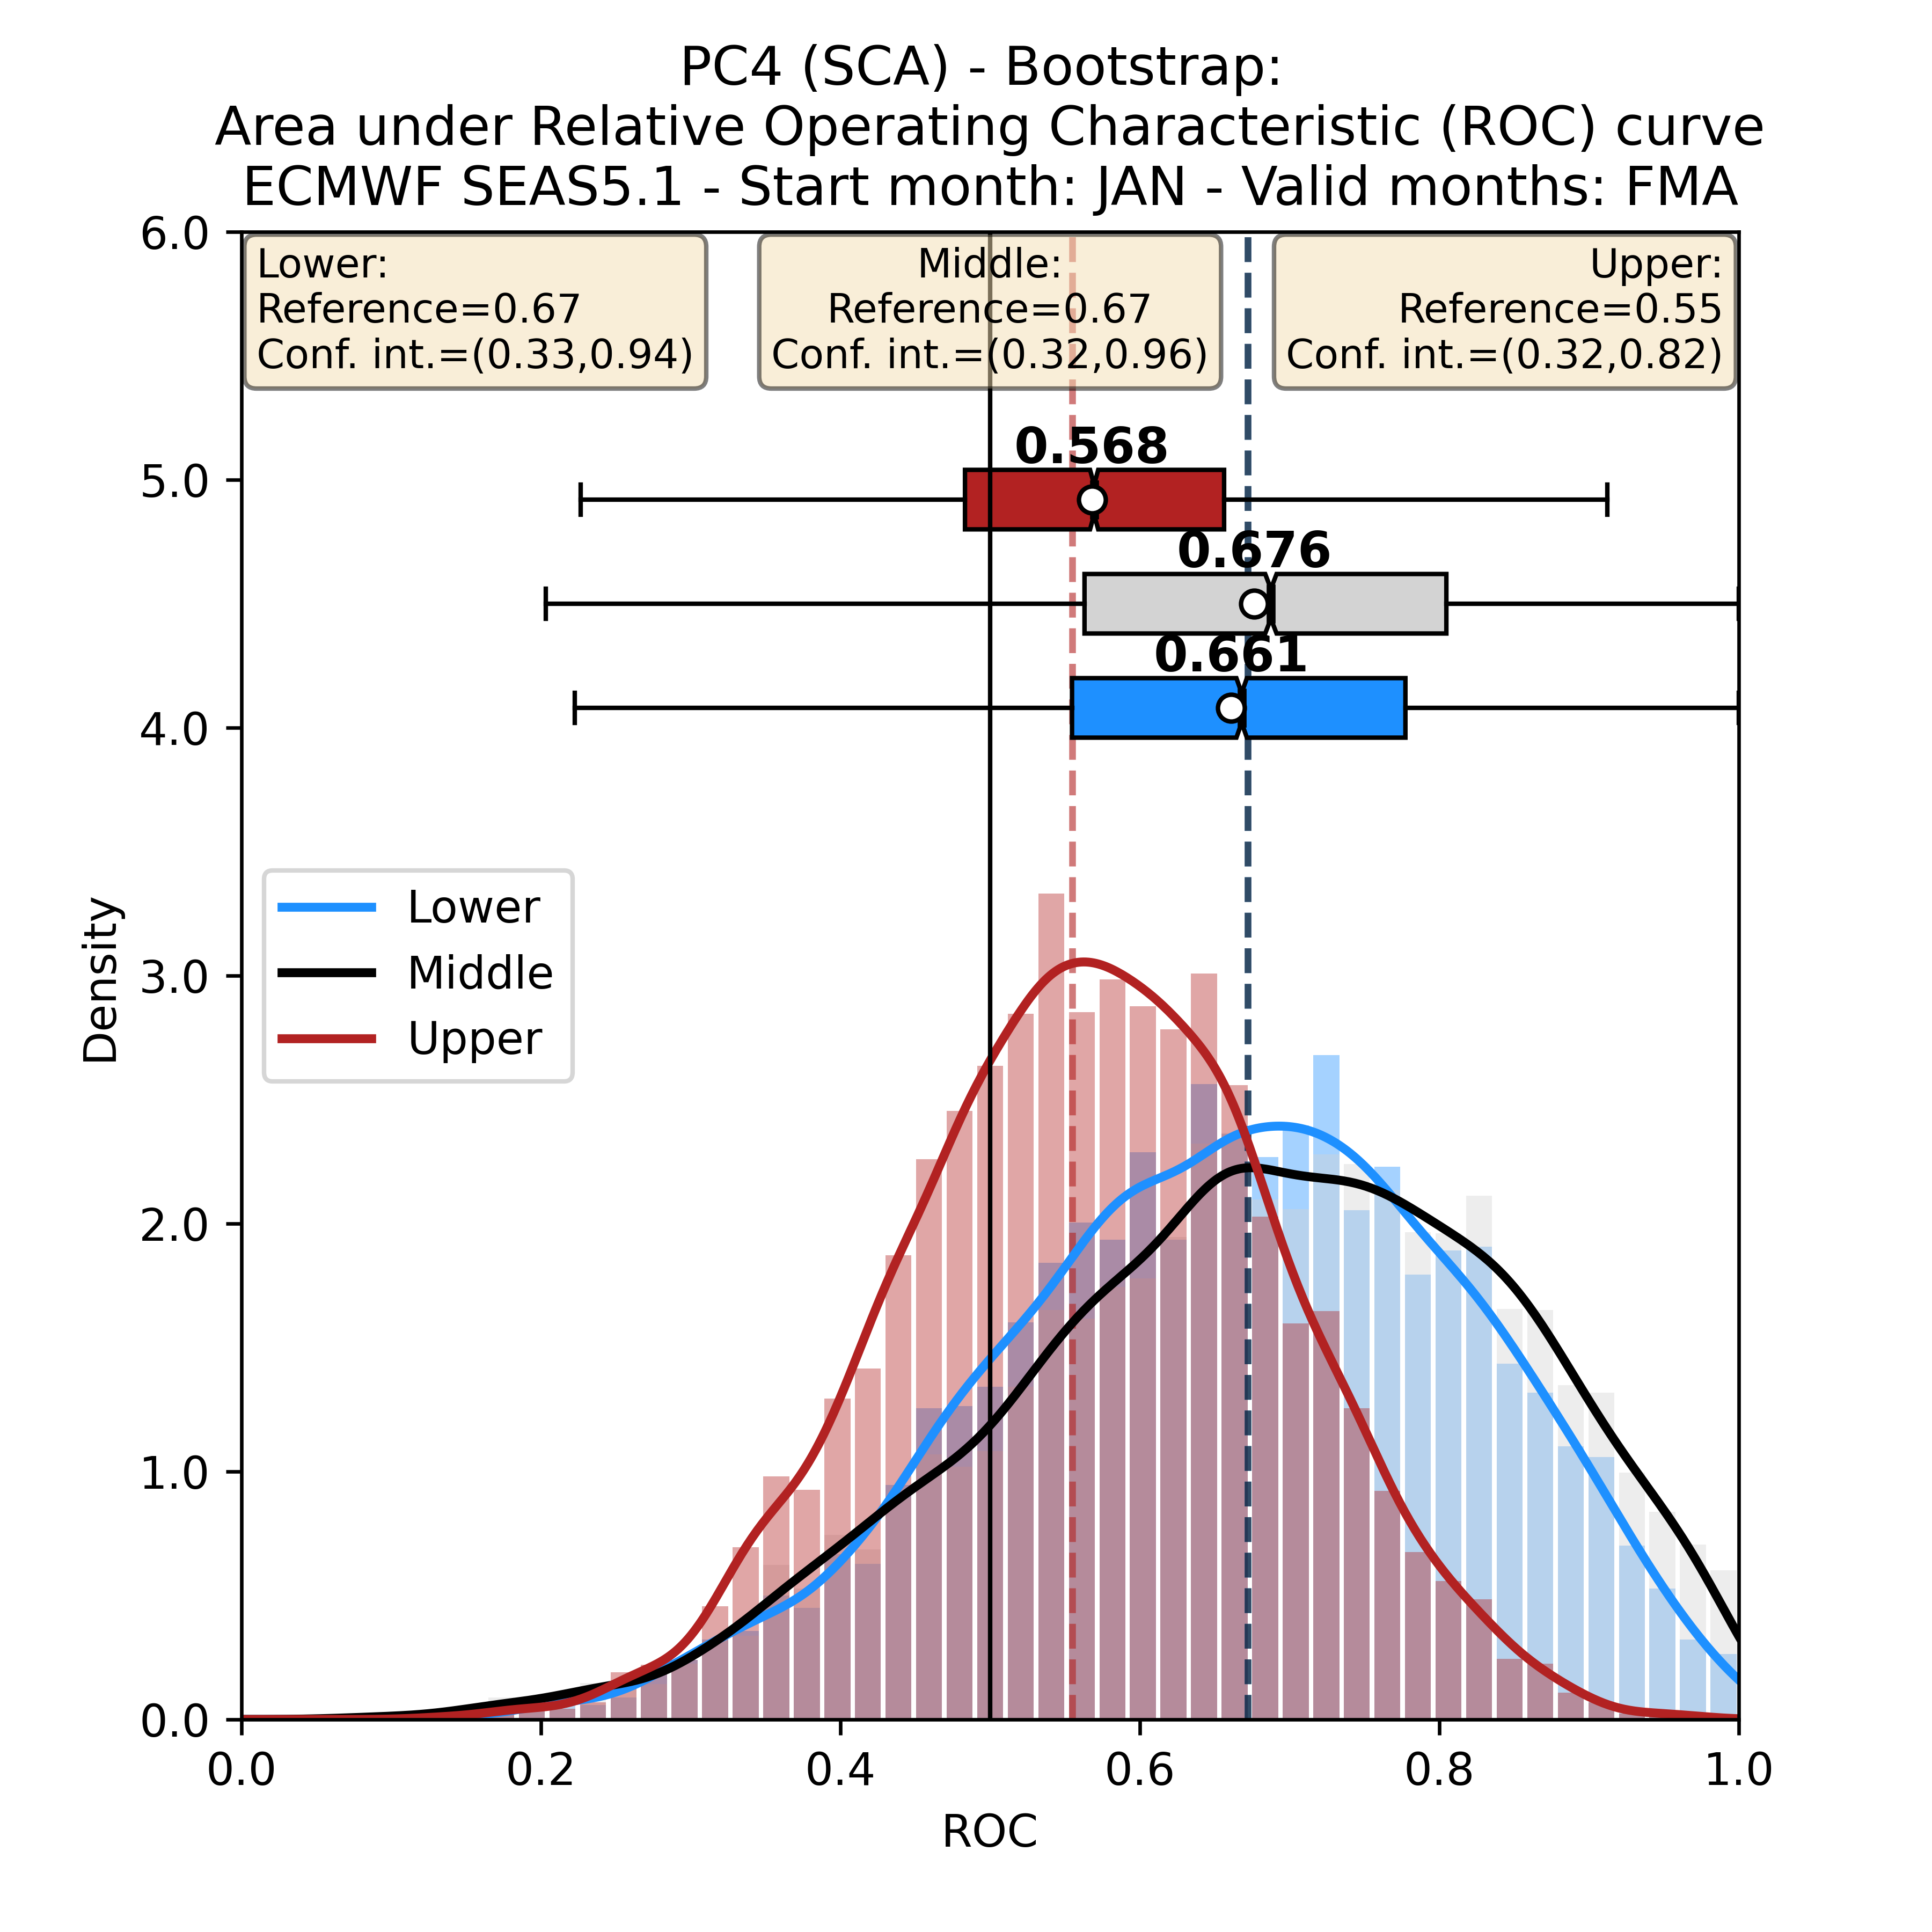 PC4 (SCA) - Bootstrap:
Area under Relative Operating Characteristic (ROC) curve
ECMWF SEAS5.1 - Start month: JAN - Valid months: FMA
Lower:
Reference=0.67
Conf. int.=(0.33,0.94)
Middle:
Reference=0.67
Conf. int.=(0.32,0.96)
Upper:
Reference=0.55
Conf. int.=(0.32,0.82)
0.568
0.676
0.661
Lower
Middle
Upper
Density
6.0
5.0
4.0
3.0
2.0
1.0
0.0
0.0 0.2 0.4 0.6 0.8 1.0
ROC